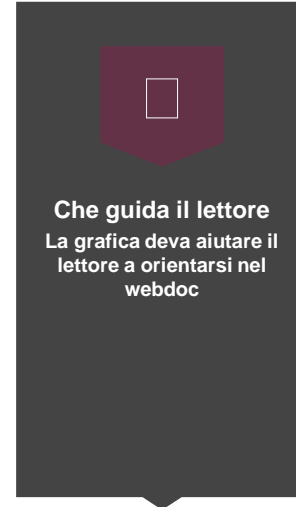 Che guida il lettore
La grafica deva aiutare il
lettore a orientarsi nel
webdoc